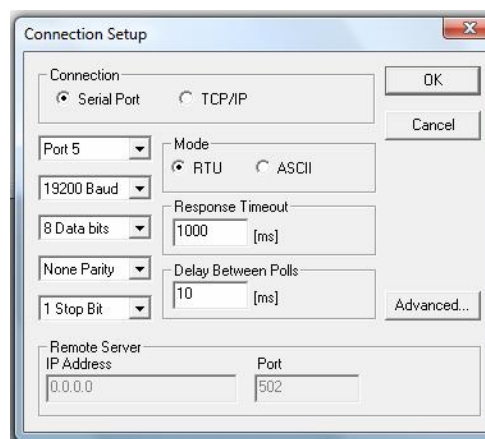 Connection Setup
Connection
Serial Port
TCP/IP
OK
Cancel
Port 5
Mode
RTU
ASCII
19200 Baud
Response Timeout
1000 [ms]
8 Data bits
None Parity
Delay Between Polls
10 [ms]
1 Stop Bit
Advanced...
Remote Server
IP Address
Port
0.0.0.0
502